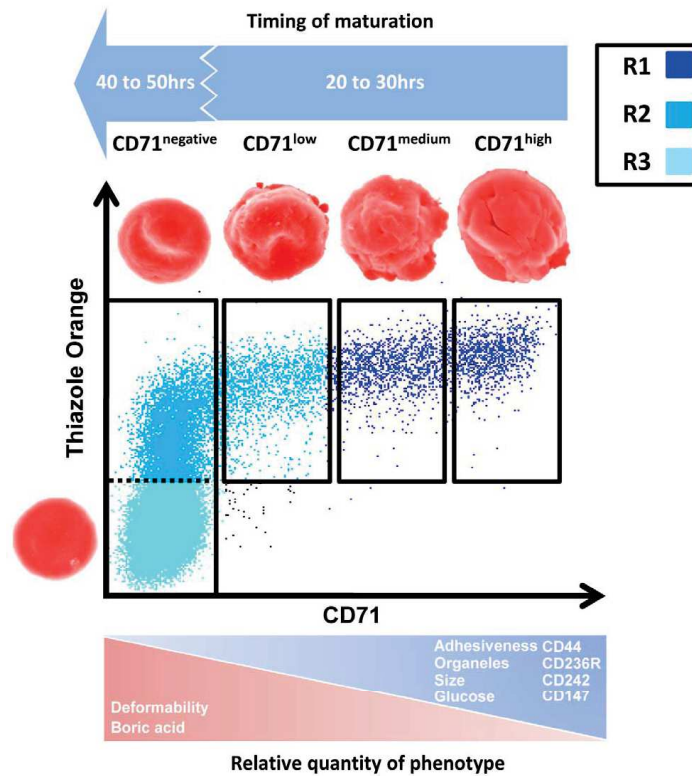 Timing of maturation
40 to 50hrs
20 to 30hrs
R1
R2
R3
CD71negative
CD71low
CD71medium
CD71high
Thiazole Orange
CD71
Adhesiveness CD44
Organeles CD236R
Size CD242
Glucose CD147
Deformability
Boric acid
Relative quantity of phenotype